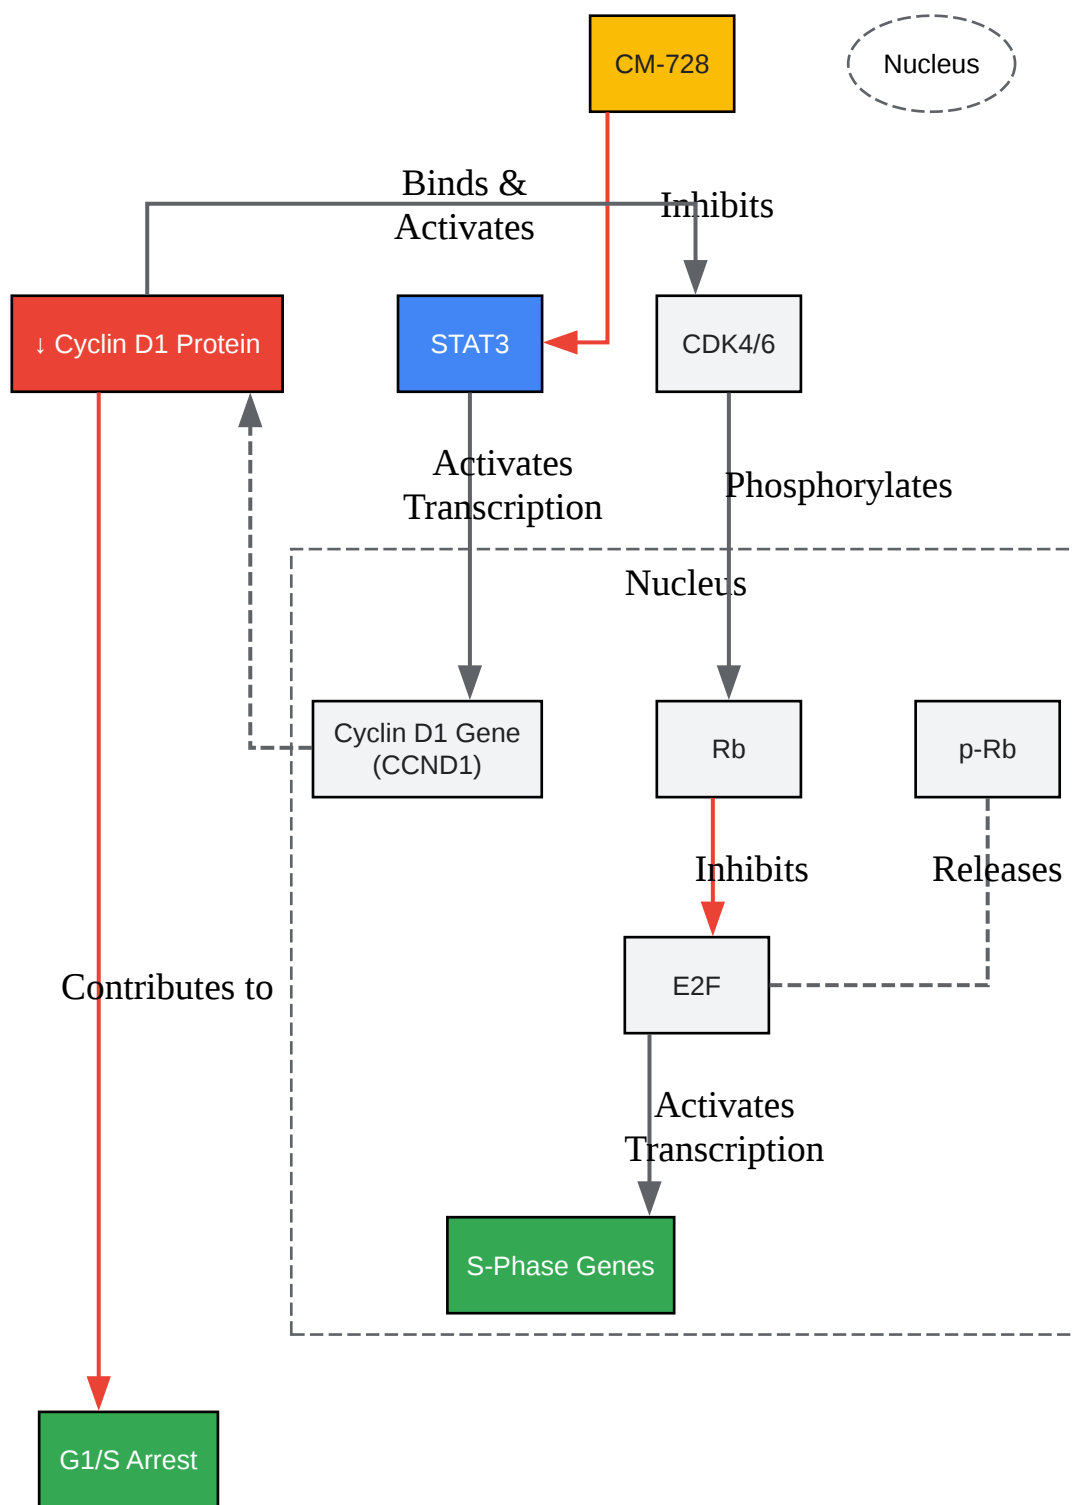 CM-728
Nucleus
Binds &
Activates
Inhibits
↓ Cyclin D1 Protein
STAT3
CDK4/6
Activates
Transcription
Phosphorylates
Nucleus
Cyclin D1 Gene
(CCND1)
Rb
p-Rb
Inhibits
Releases
Contributes to
E2F
Activates
Transcription
S-Phase Genes
G1/S Arrest